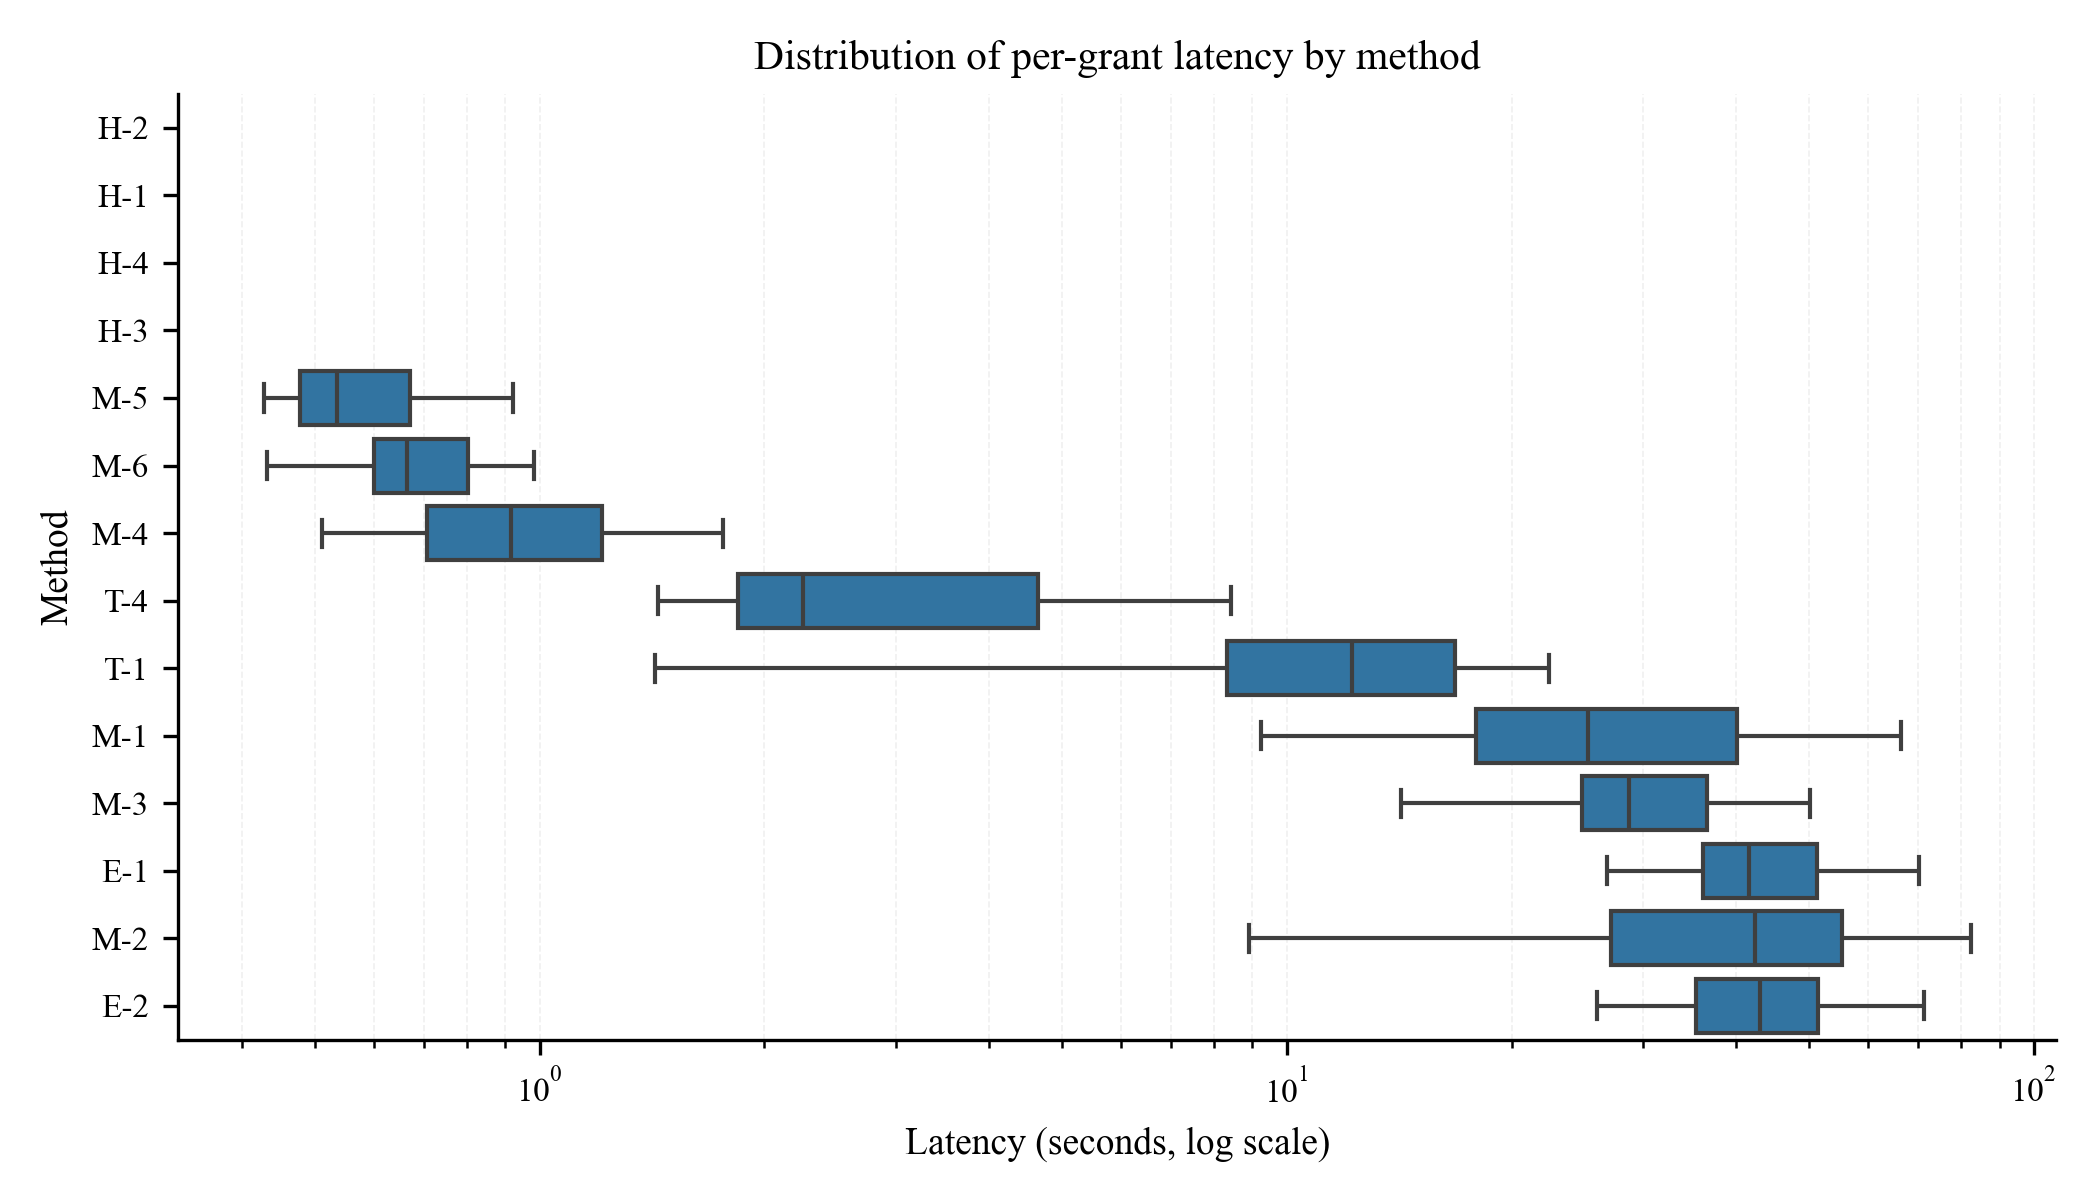 Distribution of per-grant latency by method
Method
H-2
H-1
H-4
H-3
M-5
M-6
M-4
T-4
T-1
M-1
M-3
E-1
M-2
E-2
10⁰ 10¹ 10²
Latency (seconds, log scale)